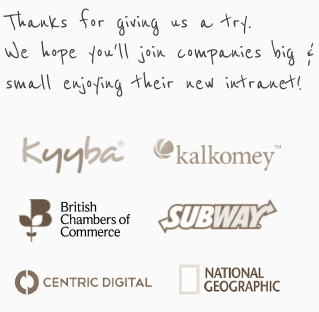 Thanks for giving us a try.
We hope you'll join companies big &
small enjoying their new intranet!
Kyyba®
kalkomey™
British
Chambers of
Commerce
SUBWAY®
CENTRIC DIGITAL
NATIONAL
GEOGRAPHIC